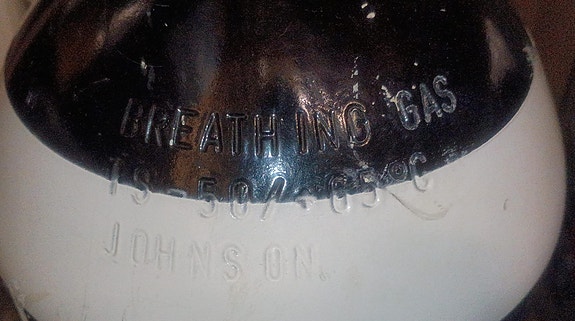 BREATHING GAS
TS -50/+65°C
JOHNSON.